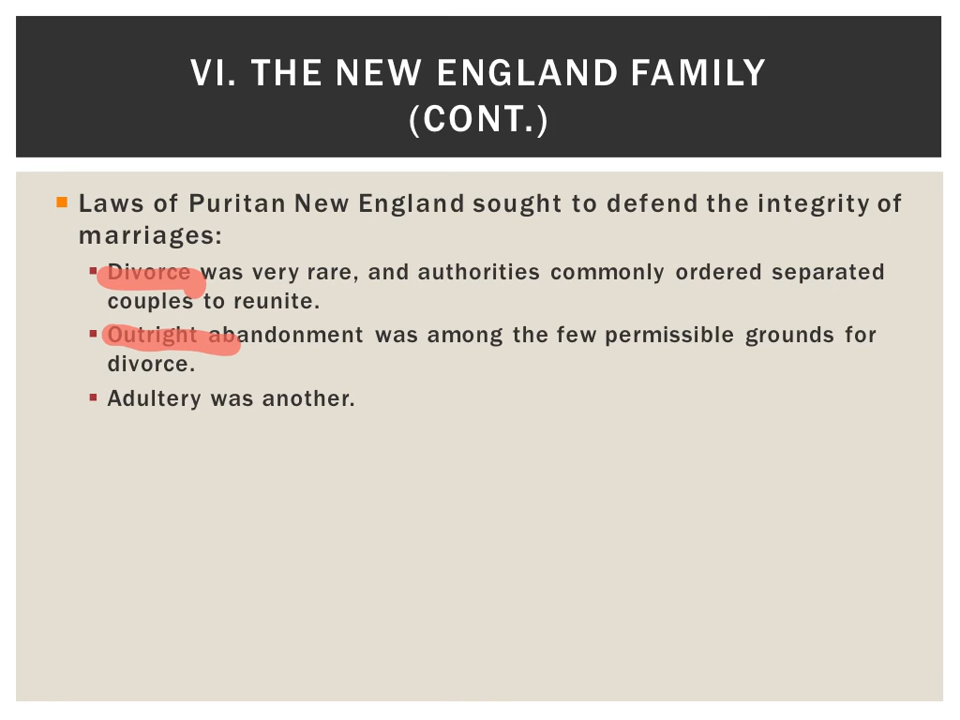 VI. THE NEW ENGLAND FAMILY
(CONT.)
Laws of Puritan New England sought to defend the integrity of
marriages:
Divorce was very rare, and authorities commonly ordered separated
couples to reunite.
Outright abandonment was among the few permissible grounds for
divorce.
Adultery was another.